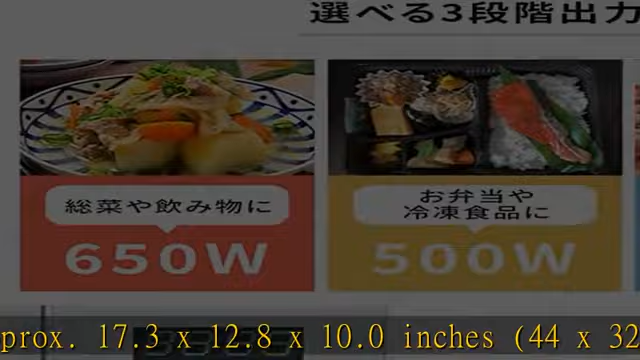 選べる3段階出力
総菜や飲み物に
650W
お弁当や
冷凍食品に
500W
prox. 17.3 x 12.8 x 10.0 inches (44 x 32